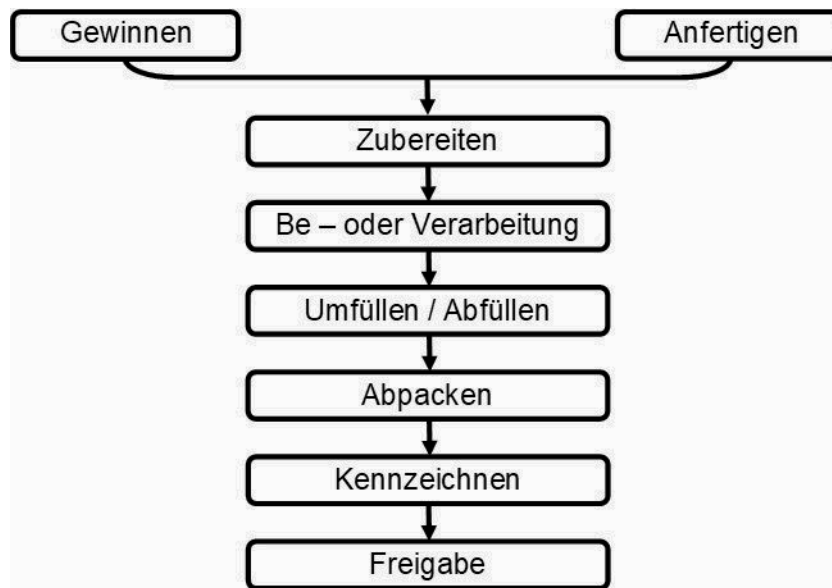 Gewinnen
Anfertigen
Zubereiten
Be – oder Verarbeitung
Umfüllen / Abfüllen
Abpacken
Kennzeichnen
Freigabe